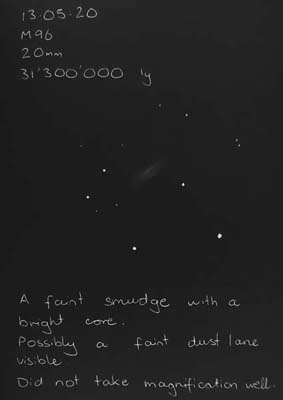 13.05.20
M96
20mm
31'300'000 ly
A faint smudge with a
bright core.
Possibly a faint dust lane
visible
Did not take magnification well.